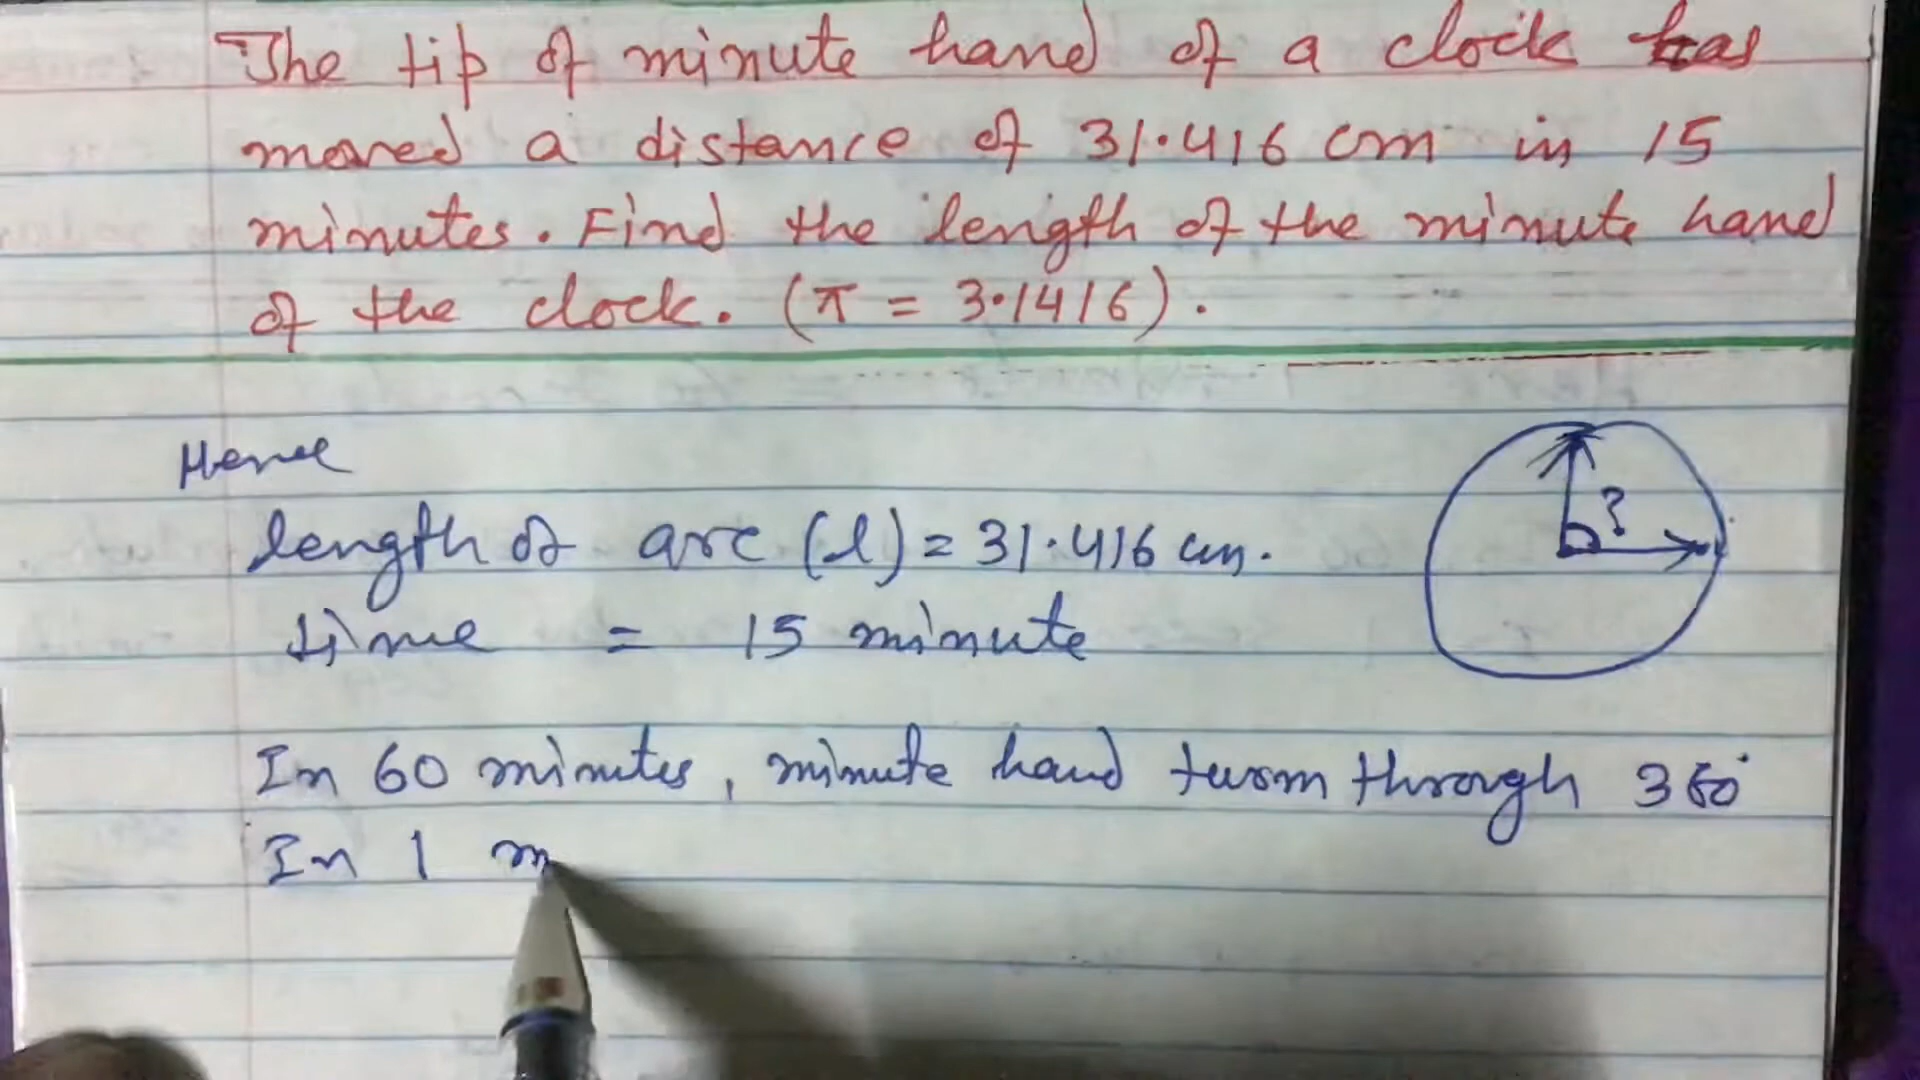 The tip of minute hand of a clock has
moved a distance of 31.416 cm in 15
minutes. Find the length of the minute hand
of the clock. (π = 3.1416).
Here
length of arc (l) = 31.416 cm.
time = 15 minute
?
In 60 minutes, minute hand turn through 360°
In 1 m